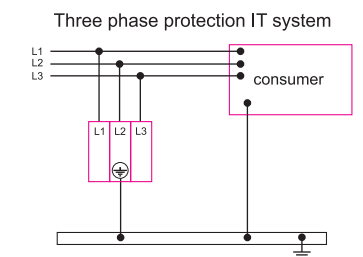 Three phase protection IT system
L1
L2
L3
consumer
L1 L2 L3